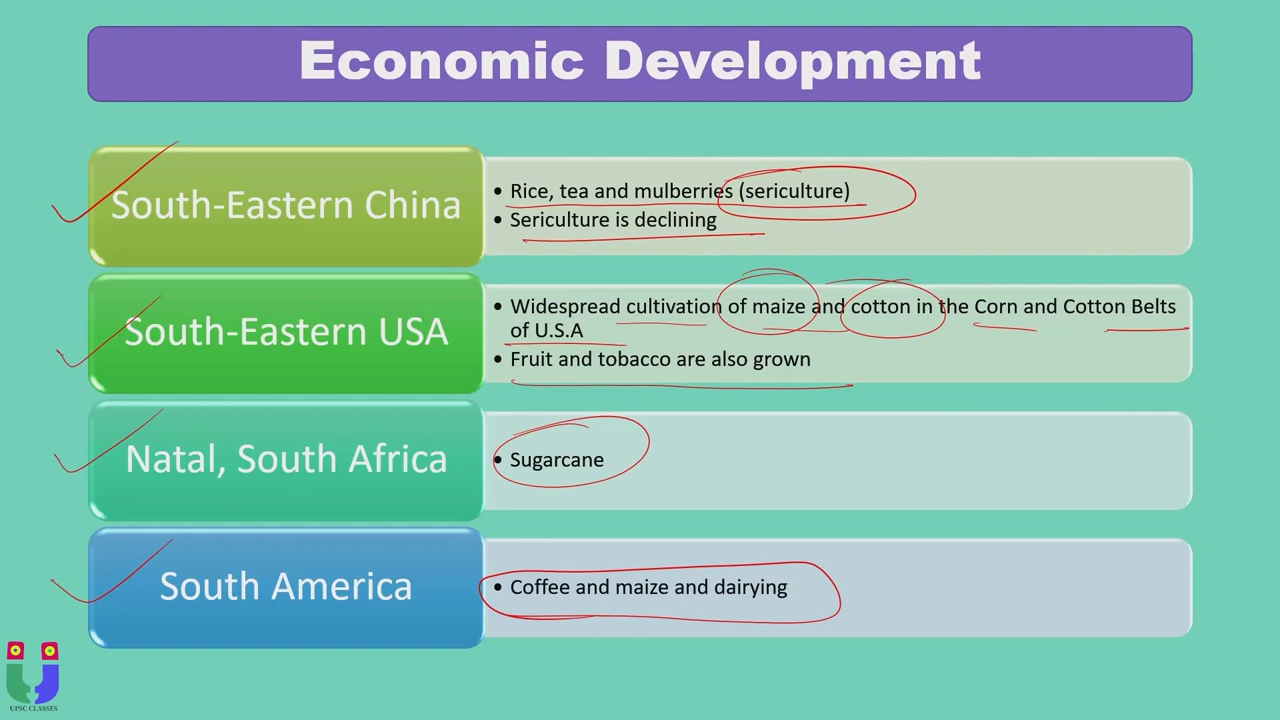 Economic Development
South-Eastern China
• Rice, tea and mulberries (sericulture)
• Sericulture is declining
South-Eastern USA
• Widespread cultivation of maize and cotton in the Corn and Cotton Belts
of U.S.A
• Fruit and tobacco are also grown
Natal, South Africa
• Sugarcane
South America
• Coffee and maize and dairying
UPSC CLASSES